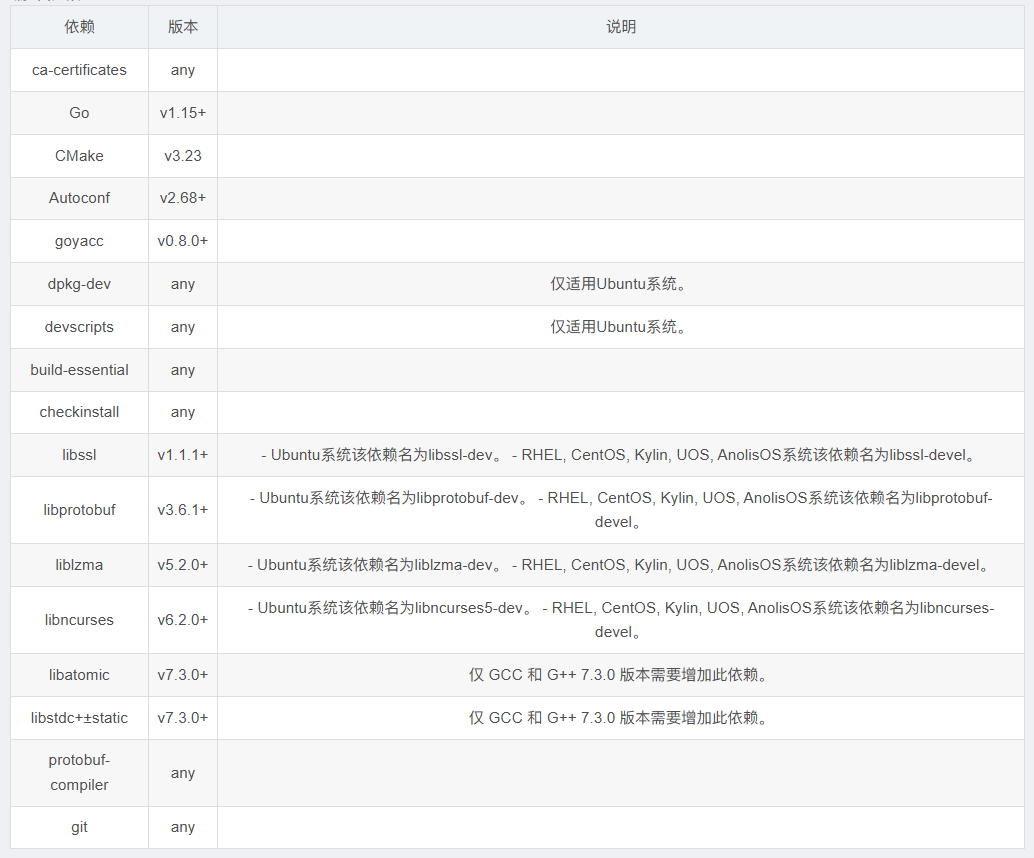 依赖 版本 说明
ca-certificates any
Go v1.15+
CMake v3.23
Autoconf v2.68+
goyacc v0.8.0+
dpkg-dev any 仅适用Ubuntu系统。
devscripts any 仅适用Ubuntu系统。
build-essential any
checkinstall any
libssl v1.1.1+ - Ubuntu系统该依赖名为libssl-dev。 - RHEL, CentOS, Kylin, UOS, AnolisOS系统该依赖名为libssl-devel。
libprotobuf v3.6.1+ - Ubuntu系统该依赖名为libprotobuf-dev。 - RHEL, CentOS, Kylin, UOS, AnolisOS系统该依赖名为libprotobuf-
devel。
liblzma v5.2.0+ - Ubuntu系统该依赖名为liblzma-dev。 - RHEL, CentOS, Kylin, UOS, AnolisOS系统该依赖名为liblzma-devel。
libncurses v6.2.0+ - Ubuntu系统该依赖名为libncurses5-dev。 - RHEL, CentOS, Kylin, UOS, AnolisOS系统该依赖名为libncurses-
devel。
libatomic v7.3.0+ 仅 GCC 和 G++ 7.3.0 版本需要增加此依赖。
libstdc+±static v7.3.0+ 仅 GCC 和 G++ 7.3.0 版本需要增加此依赖。
protobuf-
compiler any
git any